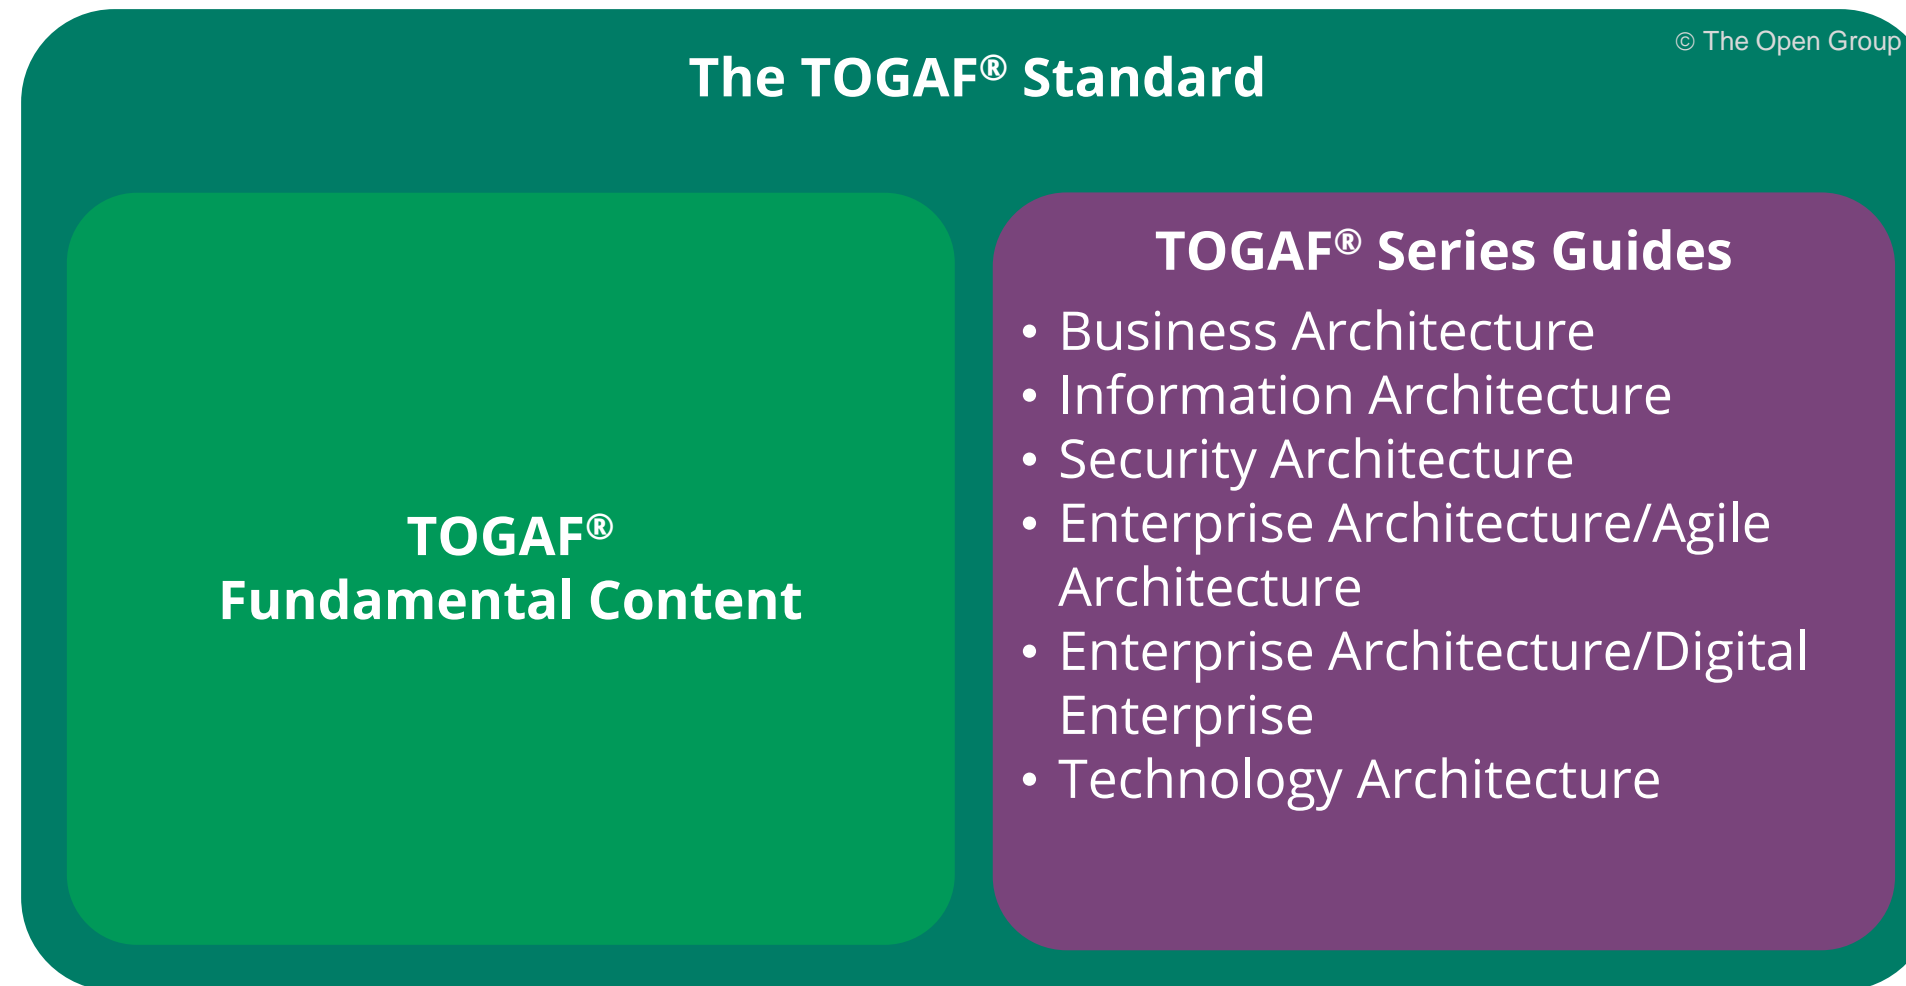 © The Open Group
The TOGAF® Standard
TOGAF®
Fundamental Content
TOGAF® Series Guides
• Business Architecture
• Information Architecture
• Security Architecture
• Enterprise Architecture/Agile
Architecture
• Enterprise Architecture/Digital
Enterprise
• Technology Architecture